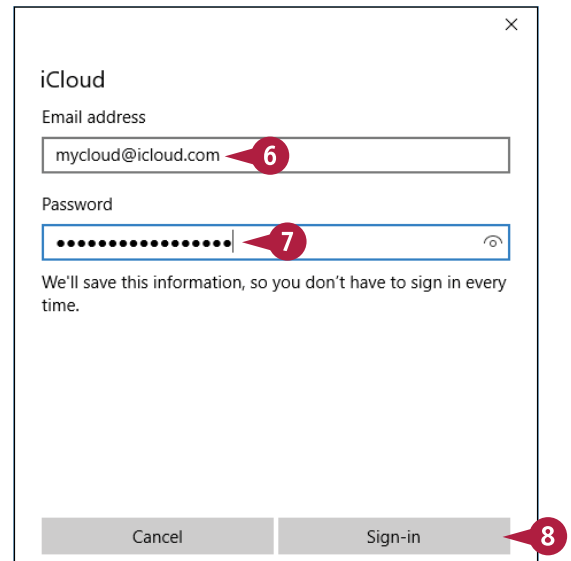 iCloud
Email address
mycloud@icloud.com 6
Password
••••••••••••••••• 7
We'll save this information, so you don't have to sign in every
time.
Cancel Sign-in 8